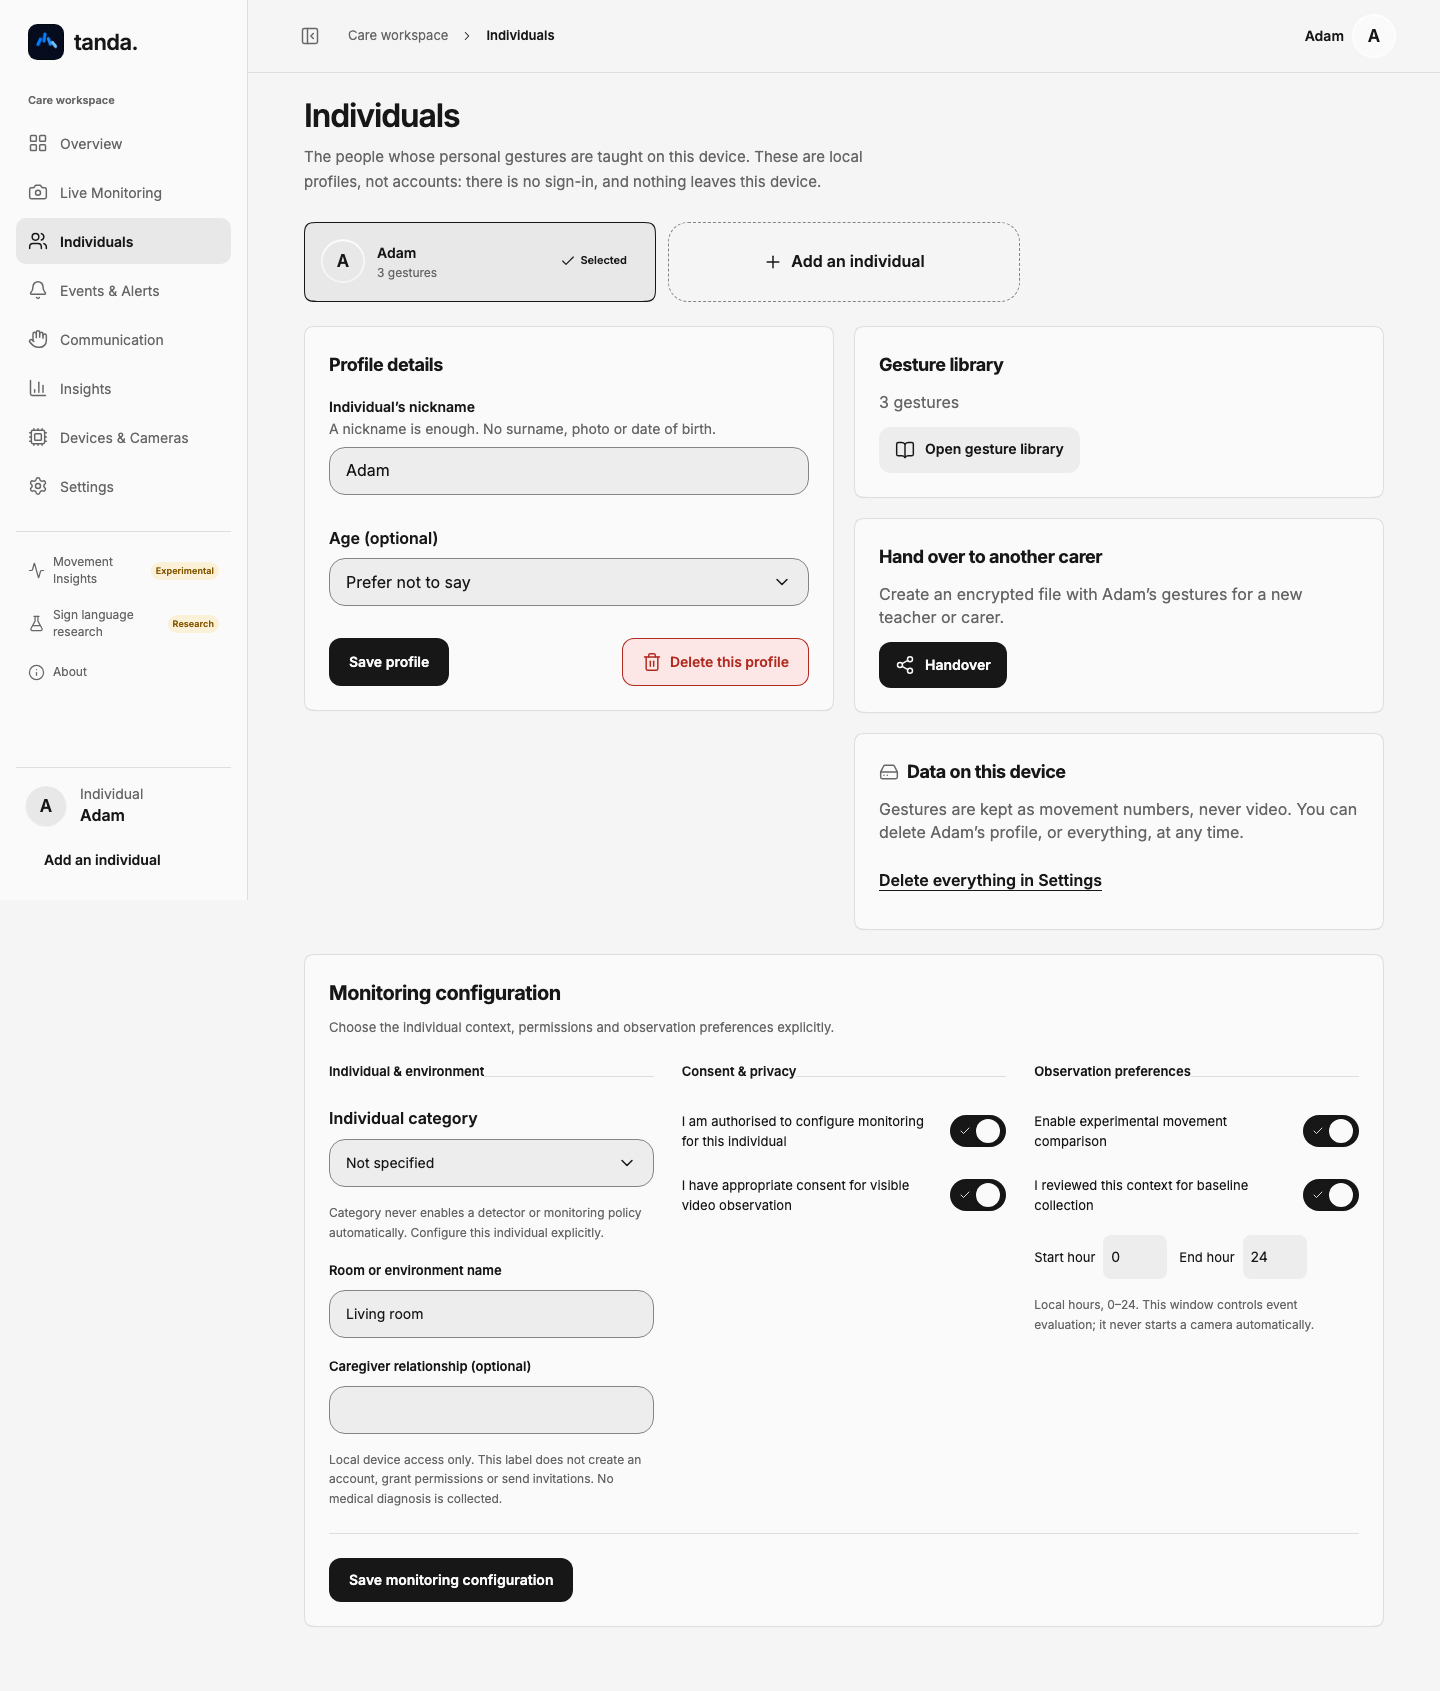 tanda.
Care workspace
Overview
Live Monitoring
Individuals
Events & Alerts
Communication
Insights
Devices & Cameras
Settings
Movement
Insights
Experimental
Sign language
research
Research
About
A
Individual
Adam
Add an individual
Care workspace
Individuals
Adam
A
Individuals
The people whose personal gestures are taught on this device. These are local
profiles, not accounts: there is no sign-in, and nothing leaves this device.
A
Adam
3 gestures
Selected
Add an individual
Profile details
Individual’s nickname
A nickname is enough. No surname, photo or date of birth.
Adam
Age (optional)
Prefer not to say
Save profile
Delete this profile
Gesture library
3 gestures
Open gesture library
Hand over to another carer
Create an encrypted file with Adam’s gestures for a new
teacher or carer.
Handover
Data on this device
Gestures are kept as movement numbers, never video. You can
delete Adam’s profile, or everything, at any time.
Delete everything in Settings
Monitoring configuration
Choose the individual context, permissions and observation preferences explicitly.
Individual & environment
Individual category
Not specified
Category never enables a detector or monitoring policy
automatically. Configure this individual explicitly.
Room or environment name
Living room
Caregiver relationship (optional)
Local device access only. This label does not create an
account, grant permissions or send invitations. No
medical diagnosis is collected.
Consent & privacy
I am authorised to configure monitoring
for this individual
I have appropriate consent for visible
video observation
Observation preferences
Enable experimental movement
comparison
I reviewed this context for baseline
collection
Start hour
0
End hour
24
Local hours, 0–24. This window controls event
evaluation; it never starts a camera automatically.
Save monitoring configuration